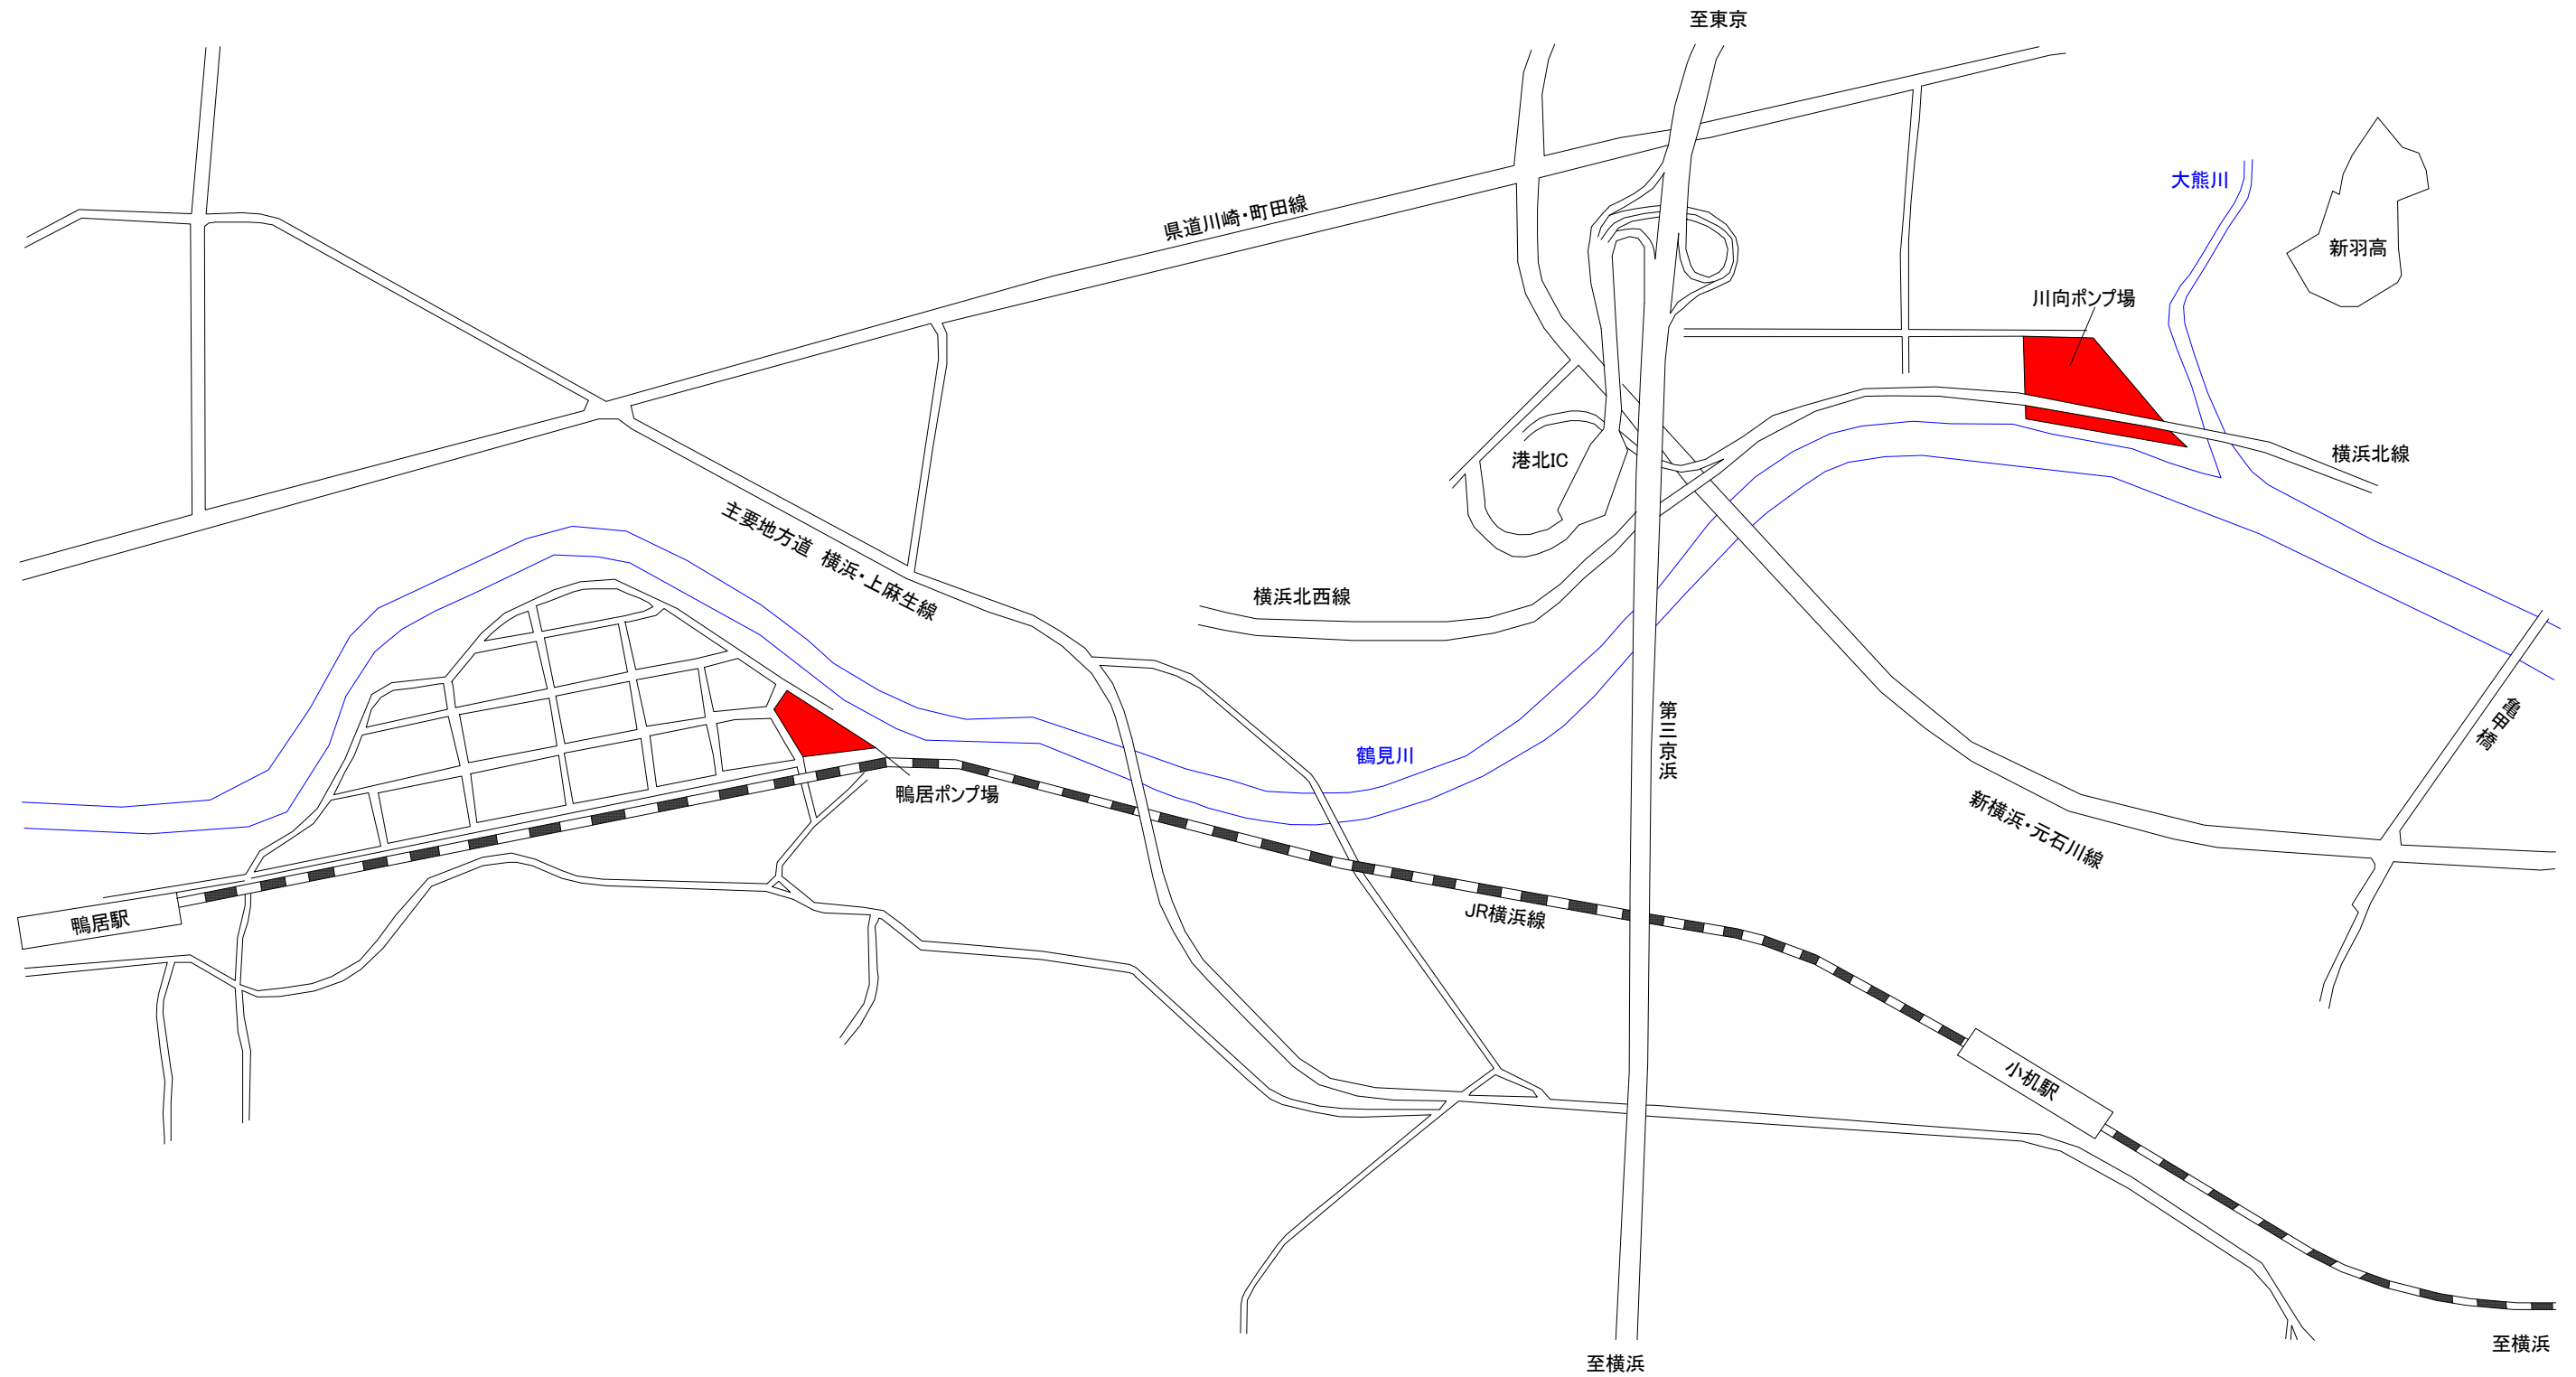 至東京
大熊川
県道川崎・町田線
新羽高
川向ポンプ場
横浜北線
港北IC
主要地方道 横浜・上麻生線
横浜北西線
第三京浜
亀甲橋
鶴見川
鴨居ポンプ場
新横浜・元石川線
JR横浜線
鴨居駅
小机駅
至横浜
至横浜